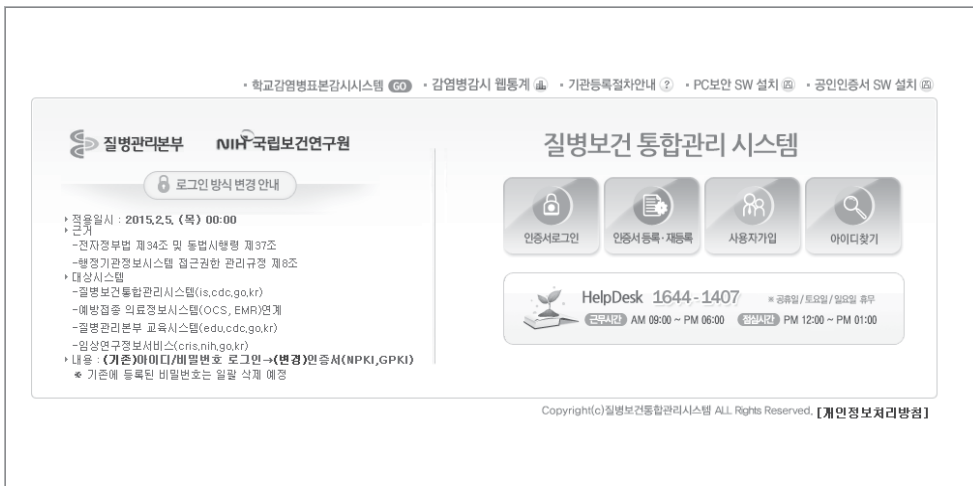 · 학교감염병표본감시시스템 GO · 감염병감시 웹통계 · 기관등록절차안내 ? · PC보안 SW 설치 · 공인인증서 SW 설치
질병관리본부 NIH 국립보건연구원
로그인 방식 변경 안내
적용일시 : 2015.2.5. (목) 00:00
근거
-전자정부법 제34조 및 동법시행령 제37조
-행정기관정보시스템 접근권한 관리규정 제8조
대상시스템
-질병보건통합관리시스템(is.cdc.go.kr)
-예방접종 의료정보시스템(OCS, EMR)연계
-질병관리본부 교육시스템(edu.cdc.go.kr)
-임상연구정보서비스(cris.nih.go.kr)
내용 : (기존)아이디/비밀번호 로그인→(변경)인증서(NPKI,GPKI)
※ 기존에 등록된 비밀번호는 일괄 삭제 예정
질병보건 통합관리 시스템
인증서로그인 인증서 등록·재등록 사용자가입 아이디찾기
HelpDesk 1644-1407 ※ 공휴일/토요일/일요일 휴무
근무시간 AM 09:00 ~ PM 06:00 점심시간 PM 12:00 ~ PM 01:00
Copyright(c)질병보건통합관리시스템 ALL Rights Reserved. [개인정보처리방침]